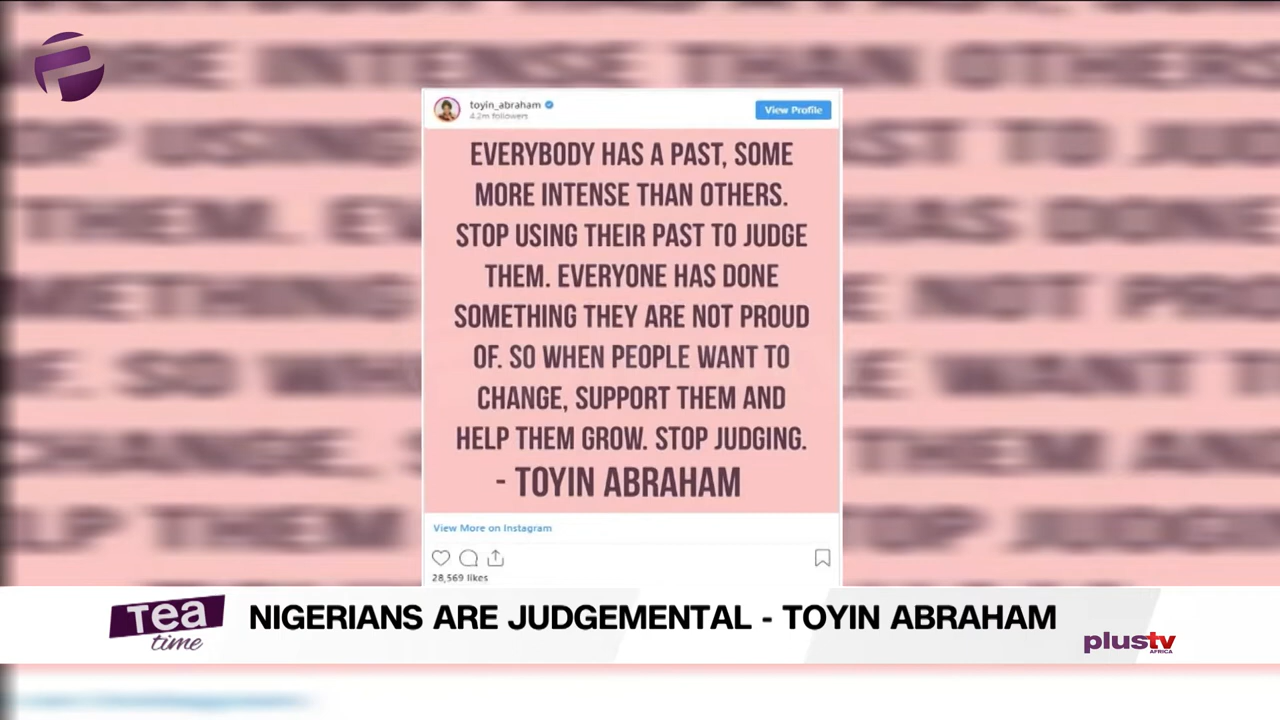 toyin_abraham
4.2m followers
View Profile
EVERYBODY HAS A PAST, SOME
MORE INTENSE THAN OTHERS.
STOP USING THEIR PAST TO JUDGE
THEM. EVERYONE HAS DONE
SOMETHING THEY ARE NOT PROUD
OF. SO WHEN PEOPLE WANT TO
CHANGE, SUPPORT THEM AND
HELP THEM GROW. STOP JUDGING.
- TOYIN ABRAHAM
View More on Instagram
28,569 likes
Tea
time
NIGERIANS ARE JUDGEMENTAL - TOYIN ABRAHAM
plustv
AFRICA